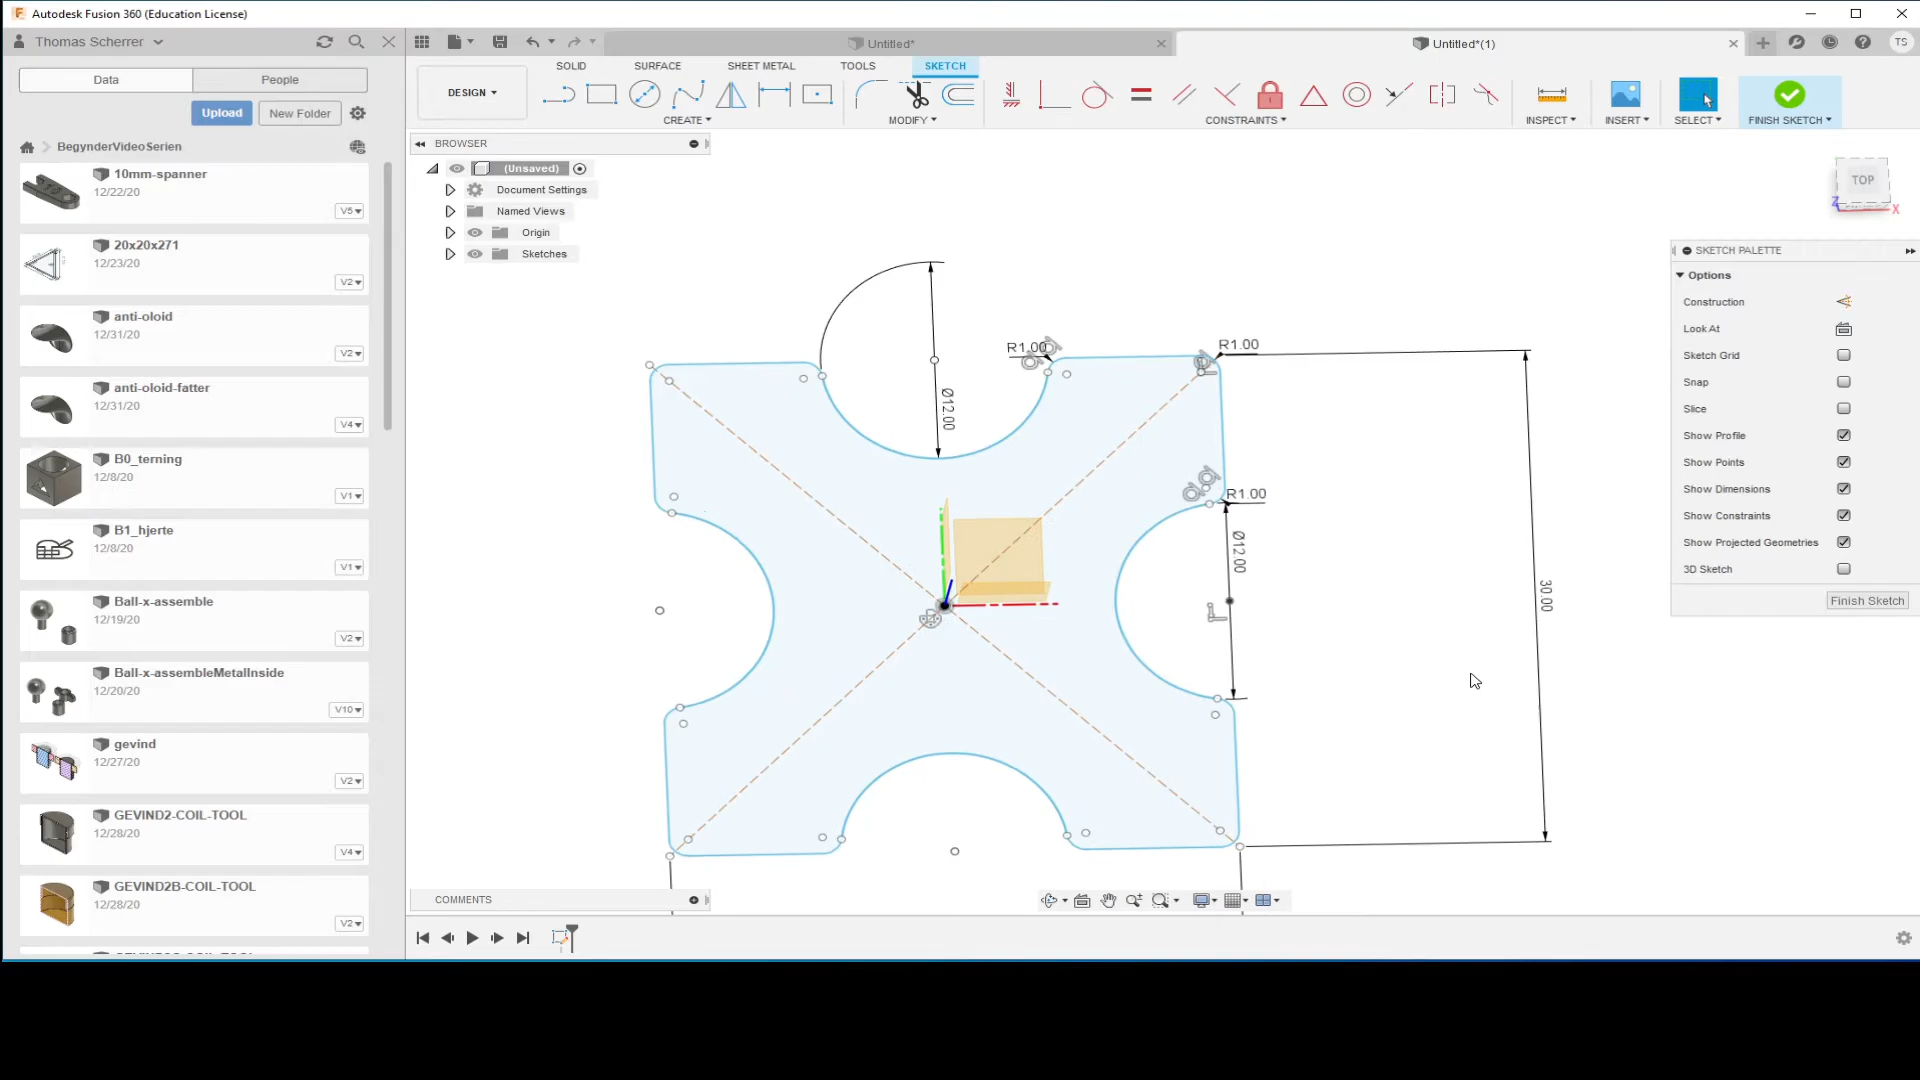 Autodesk Fusion 360 (Education License)
Thomas Scherrer
Untitled*
Untitled*(1)
TS
Data
People
Upload
New Folder
BegynderVideoSerien
10mm-spanner
12/22/20
V5
20x20x271
12/23/20
V2
anti-oloid
12/31/20
V2
anti-oloid-fatter
12/31/20
V4
B0_terning
12/8/20
V1
B1_hjerte
12/8/20
V1
Ball-x-assemble
12/19/20
V2
Ball-x-assembleMetalInside
12/20/20
V10
gevind
12/27/20
V2
GEVIND2-COIL-TOOL
12/28/20
V4
GEVIND2B-COIL-TOOL
12/28/20
V2
DESIGN
SOLID
SURFACE
SHEET METAL
TOOLS
SKETCH
CREATE
MODIFY
CONSTRAINTS
INSPECT
INSERT
SELECT
FINISH SKETCH
BROWSER
(Unsaved)
Document Settings
Named Views
Origin
Sketches
R1.00
R1.00
Ø12.00
R1.00
Ø12.00
30.00
TOP
Z
X
SKETCH PALETTE
Options
Construction
Look At
Sketch Grid
Snap
Slice
Show Profile
Show Points
Show Dimensions
Show Constraints
Show Projected Geometries
3D Sketch
Finish Sketch
COMMENTS